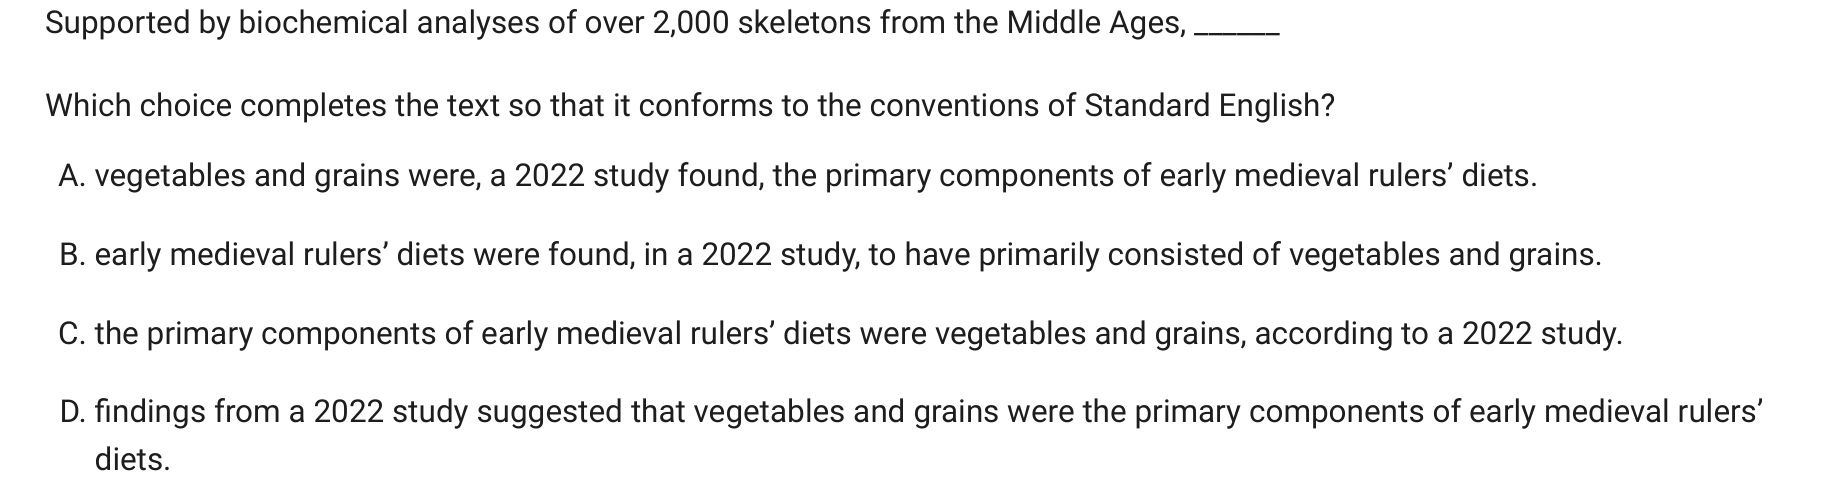 Supported by biochemical analyses of over 2,000 skeletons from the Middle Ages, ______
Which choice completes the text so that it conforms to the conventions of Standard English?
A. vegetables and grains were, a 2022 study found, the primary components of early medieval rulers’ diets.
B. early medieval rulers’ diets were found, in a 2022 study, to have primarily consisted of vegetables and grains.
C. the primary components of early medieval rulers’ diets were vegetables and grains, according to a 2022 study.
D. findings from a 2022 study suggested that vegetables and grains were the primary components of early medieval rulers’
diets.